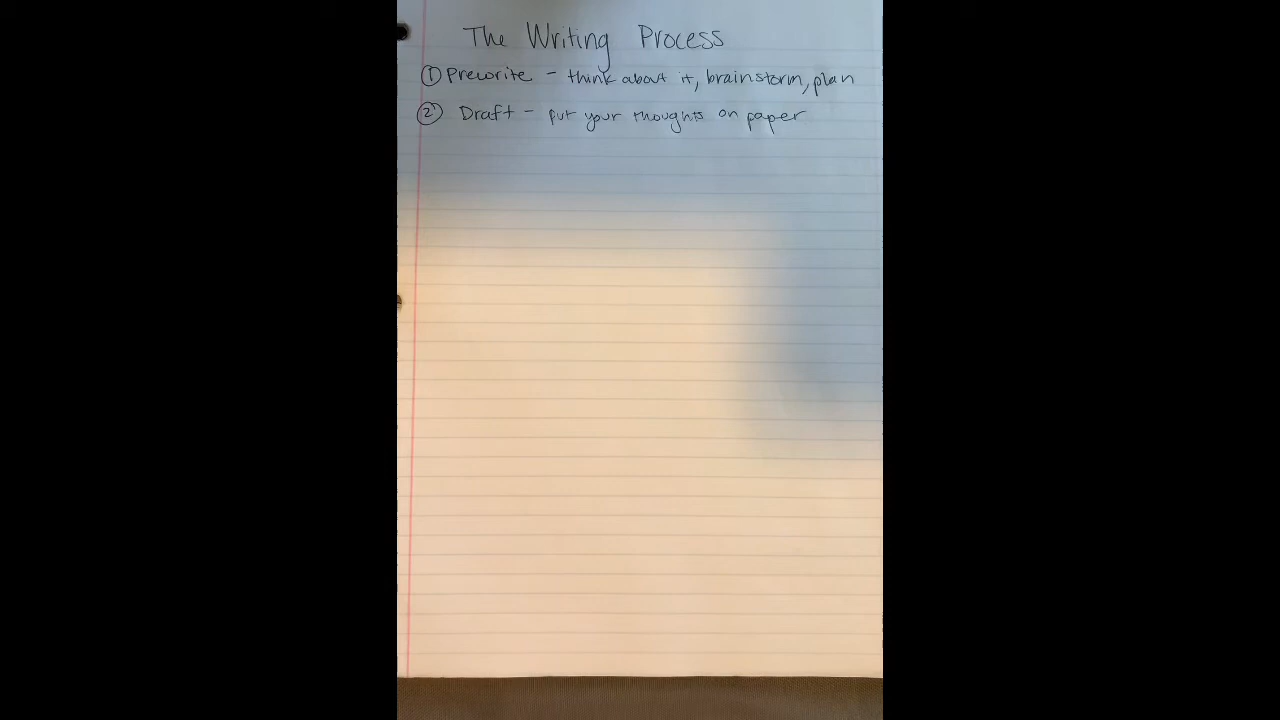 The Writing Process
① Prewrite - think about it, brainstorm, plan
② Draft - put your thoughts on paper